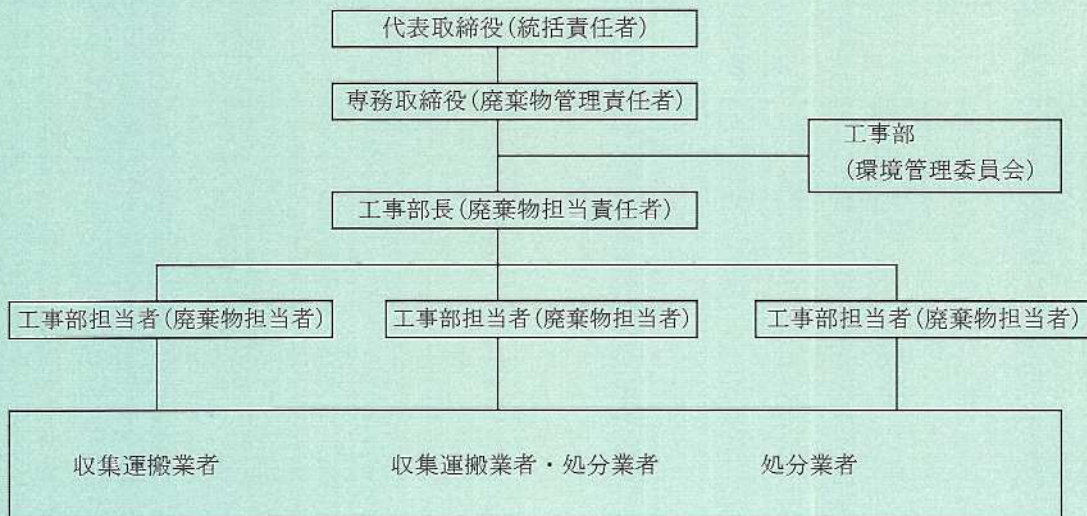 代表取締役(統括責任者)
専務取締役(廃棄物管理責任者)
工事部
(環境管理委員会)
工事部長(廃棄物担当責任者)
工事部担当者(廃棄物担当者)
工事部担当者(廃棄物担当者)
工事部担当者(廃棄物担当者)
収集運搬業者
収集運搬業者・処分業者
処分業者